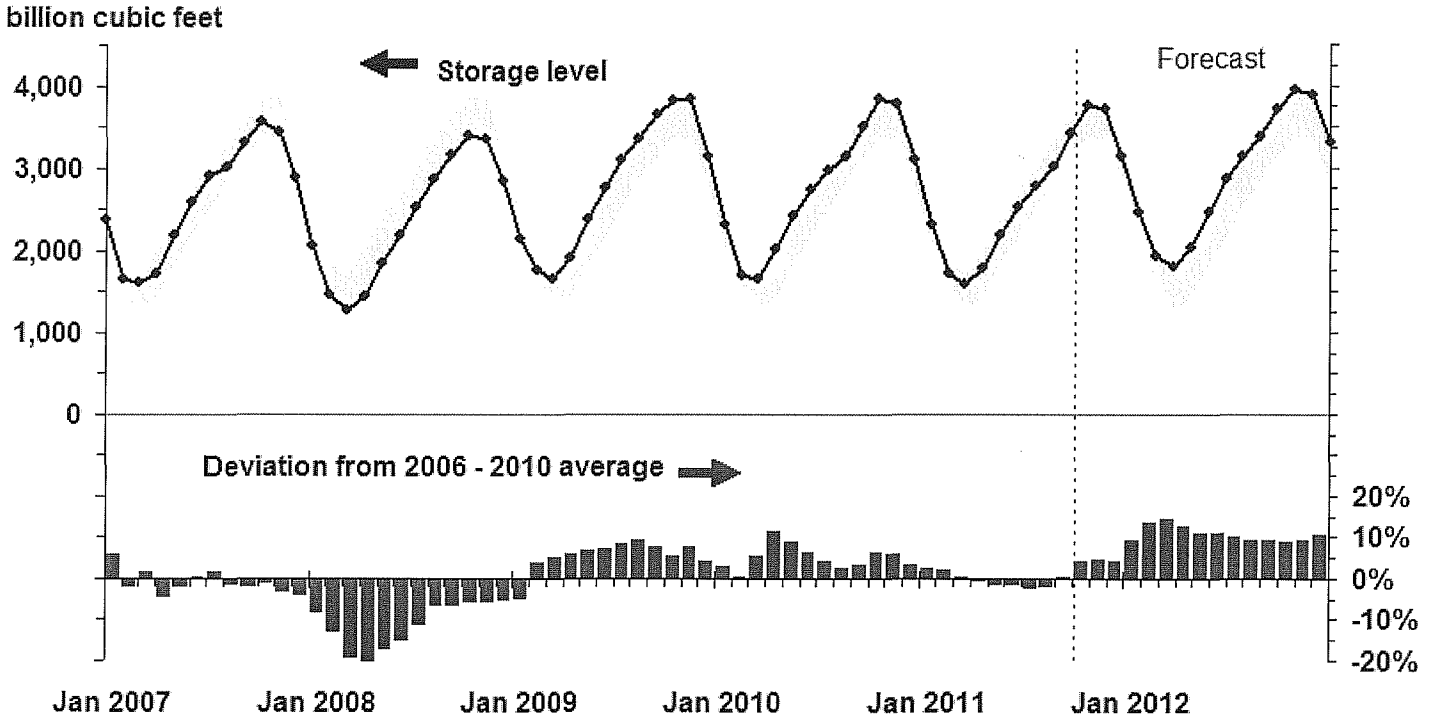 billion cubic feet
Storage level
Forecast
4,000
3,000
2,000
1,000
0
Deviation from 2006 - 2010 average
20%
10%
0%
-10%
-20%
Jan 2007 Jan 2008 Jan 2009 Jan 2010 Jan 2011 Jan 2012